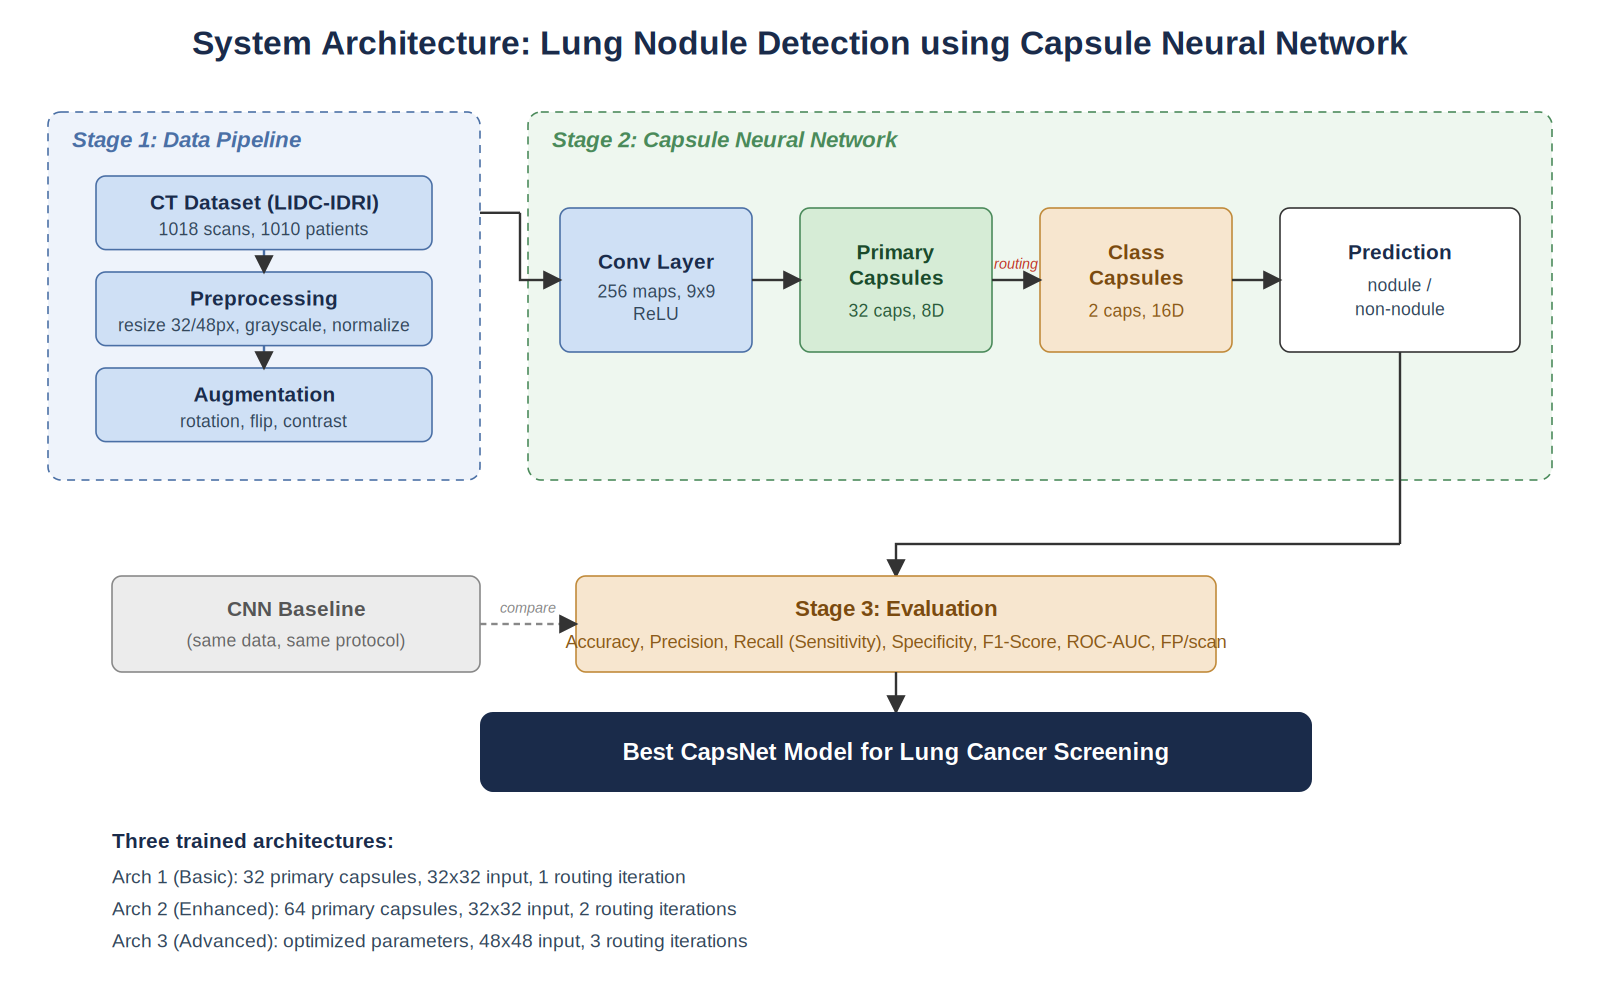 System Architecture: Lung Nodule Detection using Capsule Neural Network
Stage 1: Data Pipeline
CT Dataset (LIDC-IDRI)
1018 scans, 1010 patients
Preprocessing
resize 32/48px, grayscale, normalize
Augmentation
rotation, flip, contrast
Stage 2: Capsule Neural Network
Conv Layer
256 maps, 9x9
ReLU
Primary
Capsules
32 caps, 8D
routing
Class
Capsules
2 caps, 16D
Prediction
nodule /
non-nodule
CNN Baseline
(same data, same protocol)
compare
Stage 3: Evaluation
Accuracy, Precision, Recall (Sensitivity), Specificity, F1-Score, ROC-AUC, FP/scan
Best CapsNet Model for Lung Cancer Screening
Three trained architectures:
Arch 1 (Basic): 32 primary capsules, 32x32 input, 1 routing iteration
Arch 2 (Enhanced): 64 primary capsules, 32x32 input, 2 routing iterations
Arch 3 (Advanced): optimized parameters, 48x48 input, 3 routing iterations